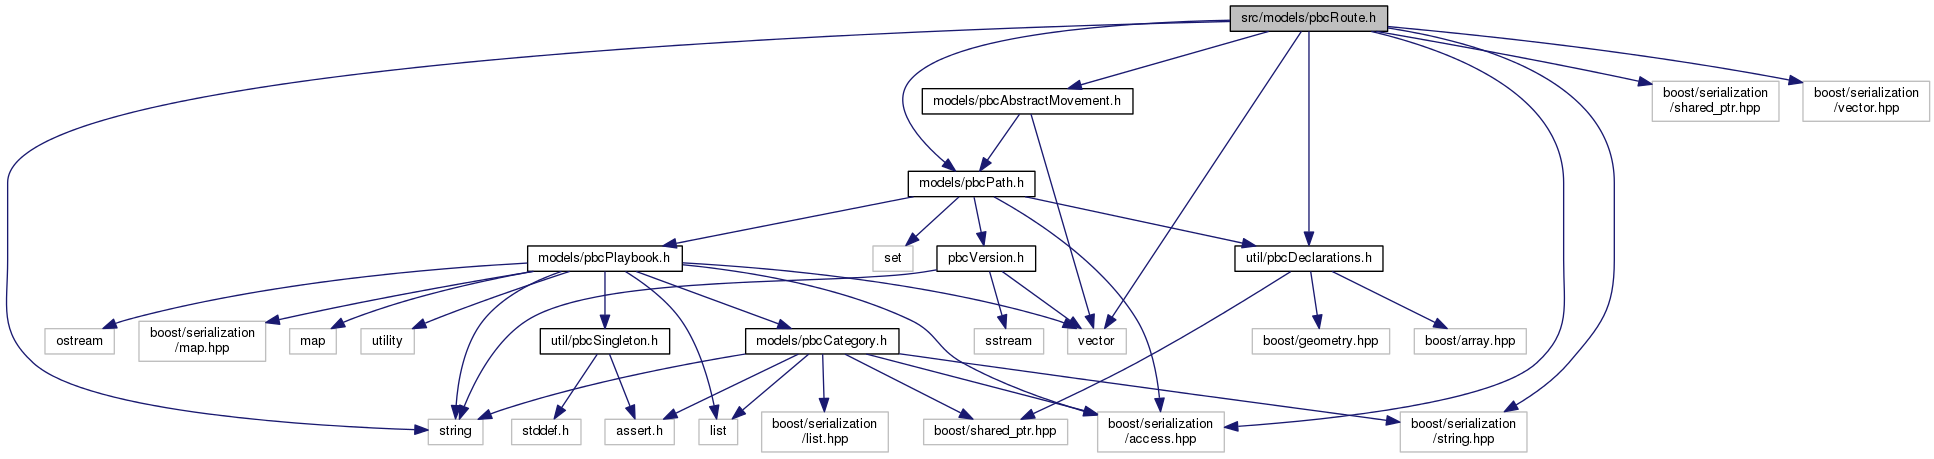 src/models/pbcRoute.h
models/pbcAbstractMovement.h
boost/serialization
/shared_ptr.hpp
boost/serialization
/vector.hpp
models/pbcPath.h
models/pbcPlaybook.h
set
pbcVersion.h
util/pbcDeclarations.h
ostream
boost/serialization
/map.hpp
map
utility
util/pbcSingleton.h
models/pbcCategory.h
sstream
vector
boost/geometry.hpp
boost/array.hpp
string
stddef.h
assert.h
list
boost/serialization
/list.hpp
boost/shared_ptr.hpp
boost/serialization
/access.hpp
boost/serialization
/string.hpp